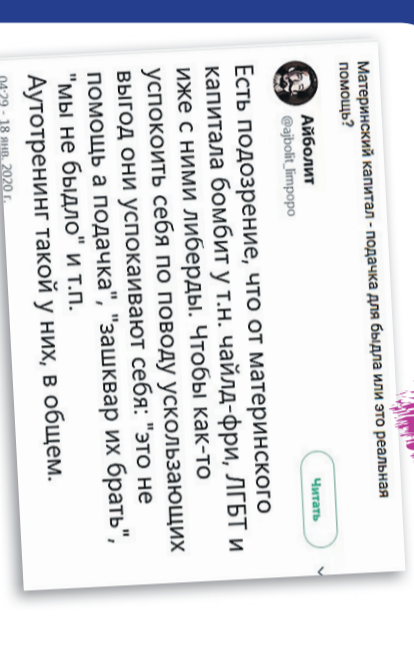 Материнский капитал - подачка для быдла или это реальная
помощь?
Айболит
@ajbolit_limpopo
Читать
Есть подозрение, что от материнского
капитала бомбит у т.н. чайлд-фри, ЛГБТ и
иже с ними либерды. Чтобы как-то
успокоить себя по поводу ускользающих
выгод они успокаивают себя: "это не
помощь а подачка", "зашквар их брать",
"мы не быдло" и т.п.
Аутотренинг такой у них, в общем.
04:29 - 18 янв. 2020 г.